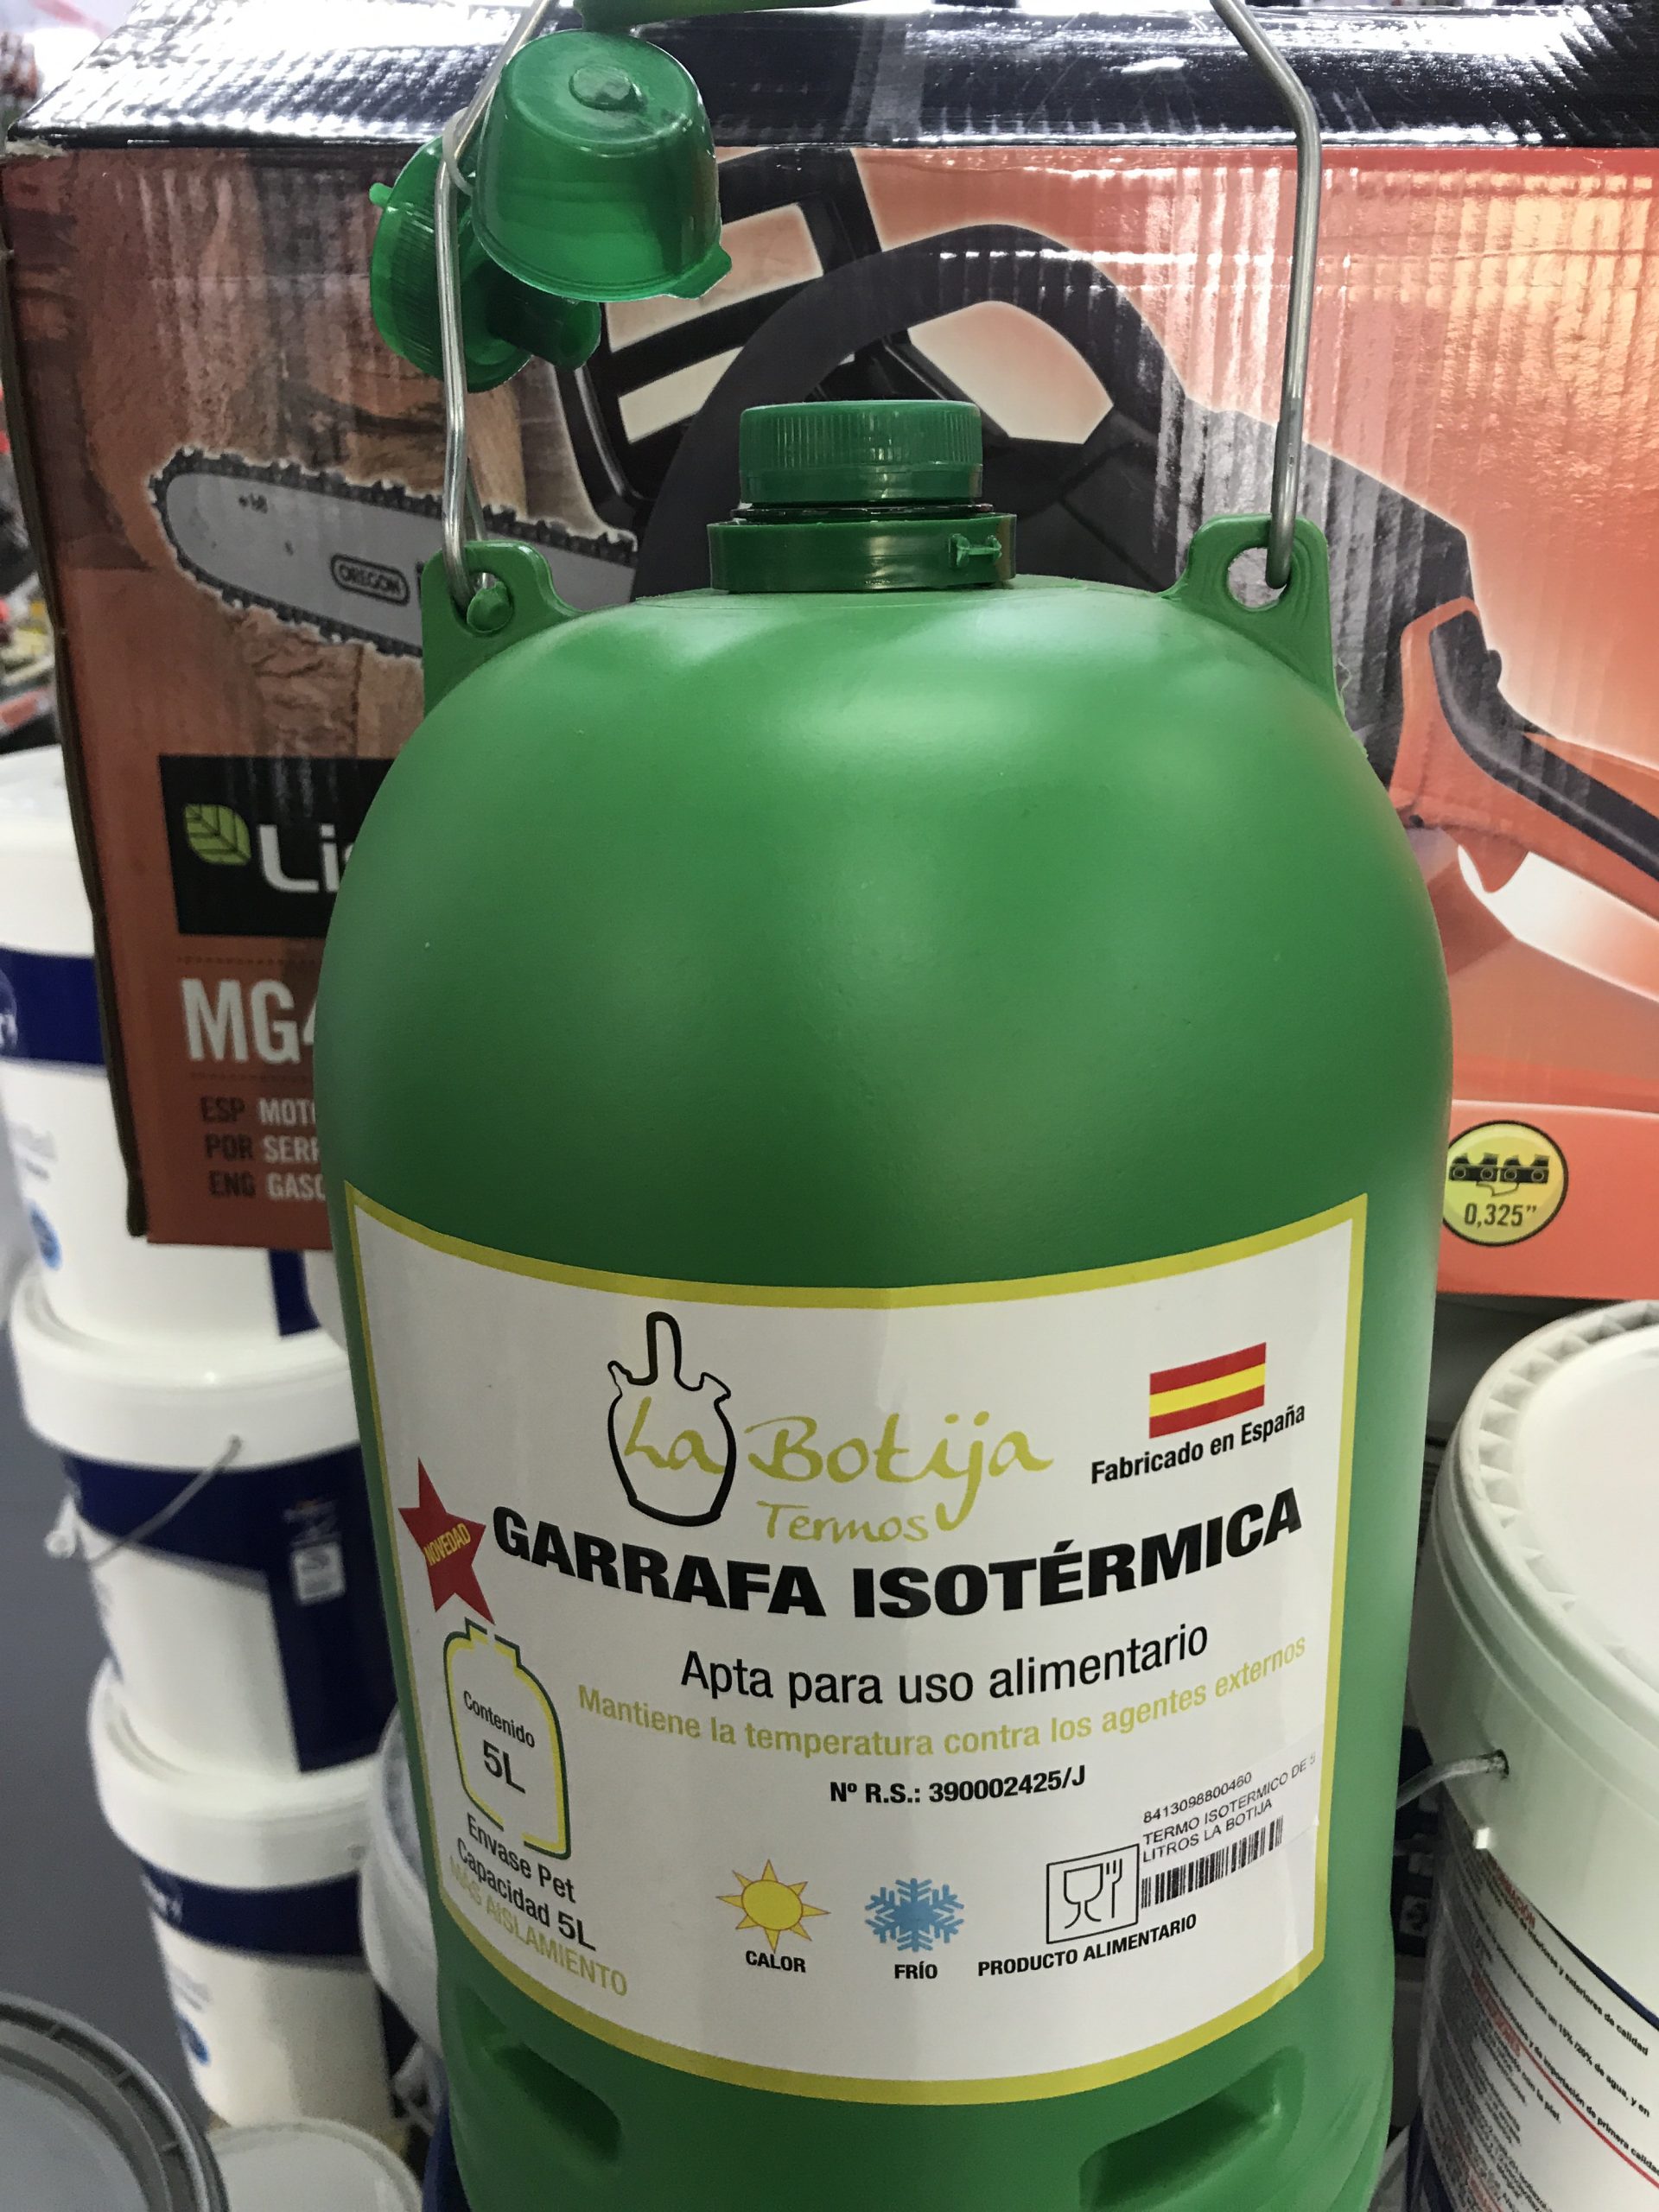 OREGON
MG4
ESP
POR
ENG
0,325"
La Botija
Termos
Fabricado en España
NOVEDAD
GARRAFA ISOTÉRMICA
Apta para uso alimentario
Mantiene la temperatura contra los agentes externos
Nº R.S.: 390002425/J
Contenido
5L
Envase Pet
Capacidad 5L
MÁS AISLAMIENTO
8413098800460
TERMO ISOTERMICO DE 5
LITROS LA BOTIJA
CALOR
FRÍO
PRODUCTO ALIMENTARIO